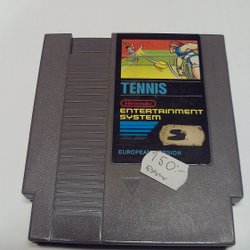 TENNIS
Nintendo
ENTERTAINMENT
SYSTEM
S
EUROPEAN VERSION
150:-